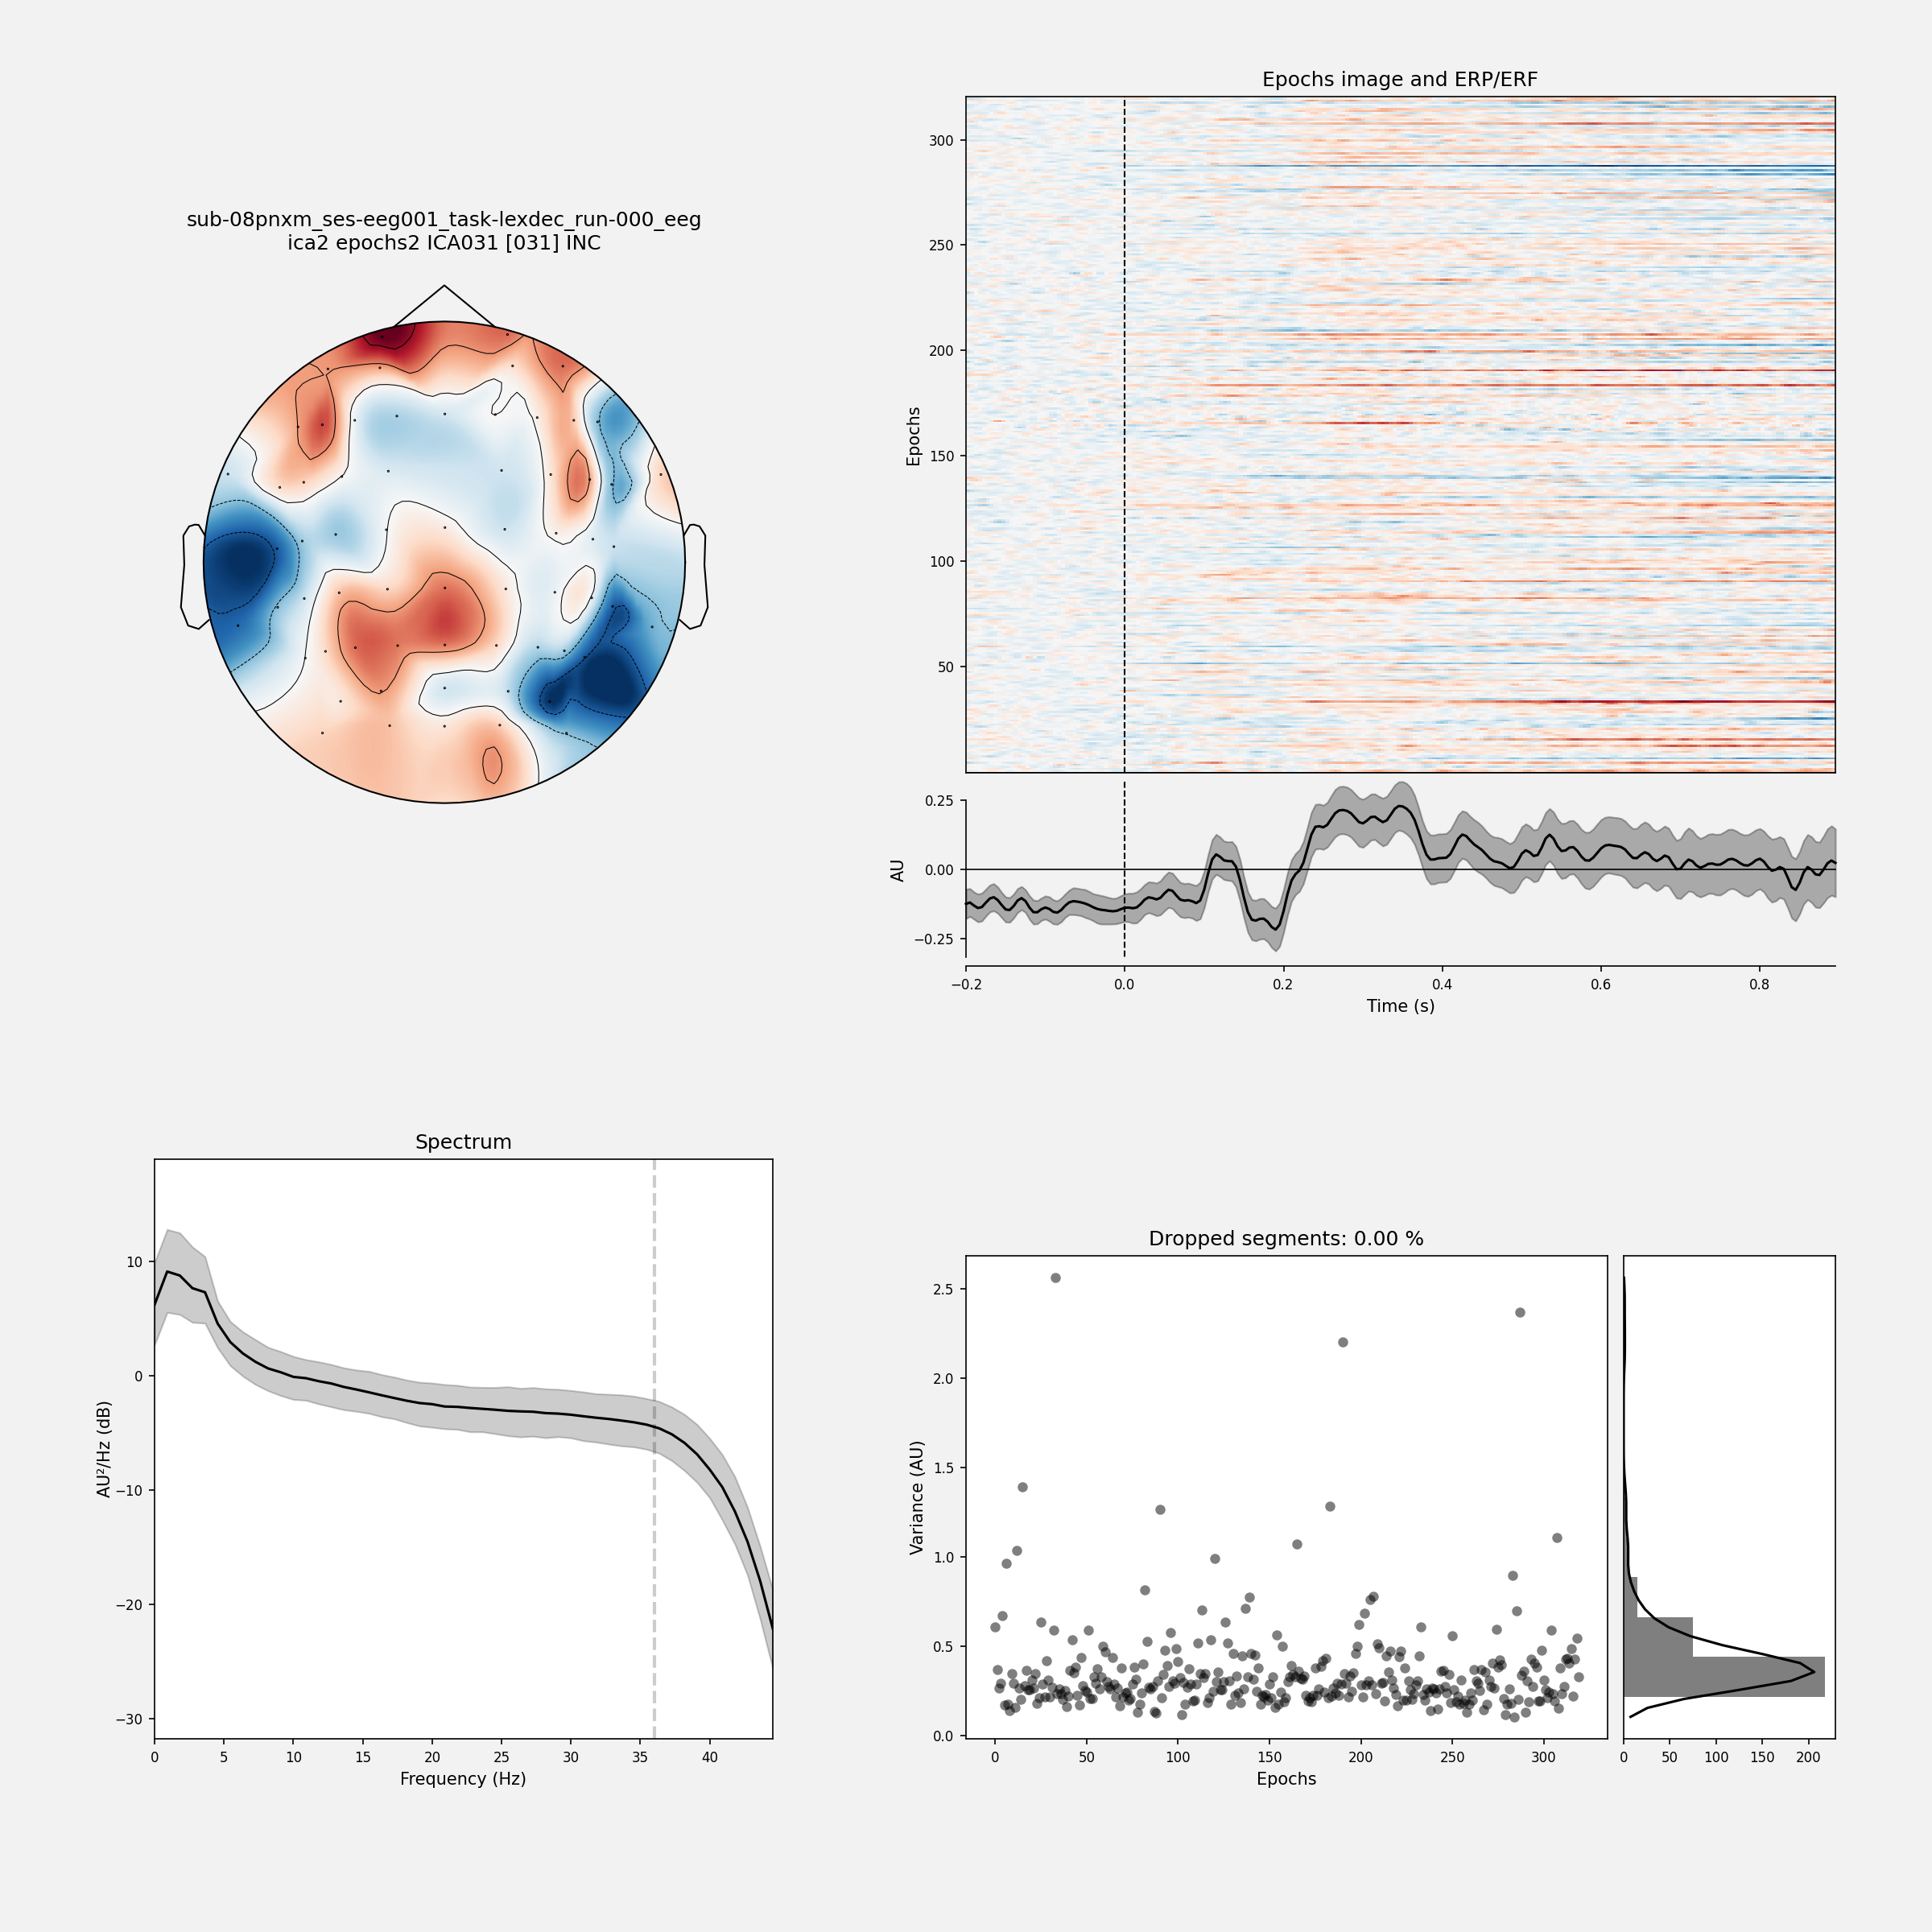 sub-08pnxm_ses-eeg001_task-lexdec_run-000_eeg
ica2 epochs2 ICA031 [031] INC
Epochs image and ERP/ERF
300
250
200
150
100
50
Epochs
0.25
0.00
−0.25
AU
−0.2 0.0 0.2 0.4 0.6 0.8
Time (s)
Spectrum
10
0
−10
−20
−30
AU²/Hz (dB)
0 5 10 15 20 25 30 35 40
Frequency (Hz)
Dropped segments: 0.00 %
2.5
2.0
1.5
1.0
0.5
0.0
Variance (AU)
0 50 100 150 200 250 300
Epochs
0 50 100 150 200